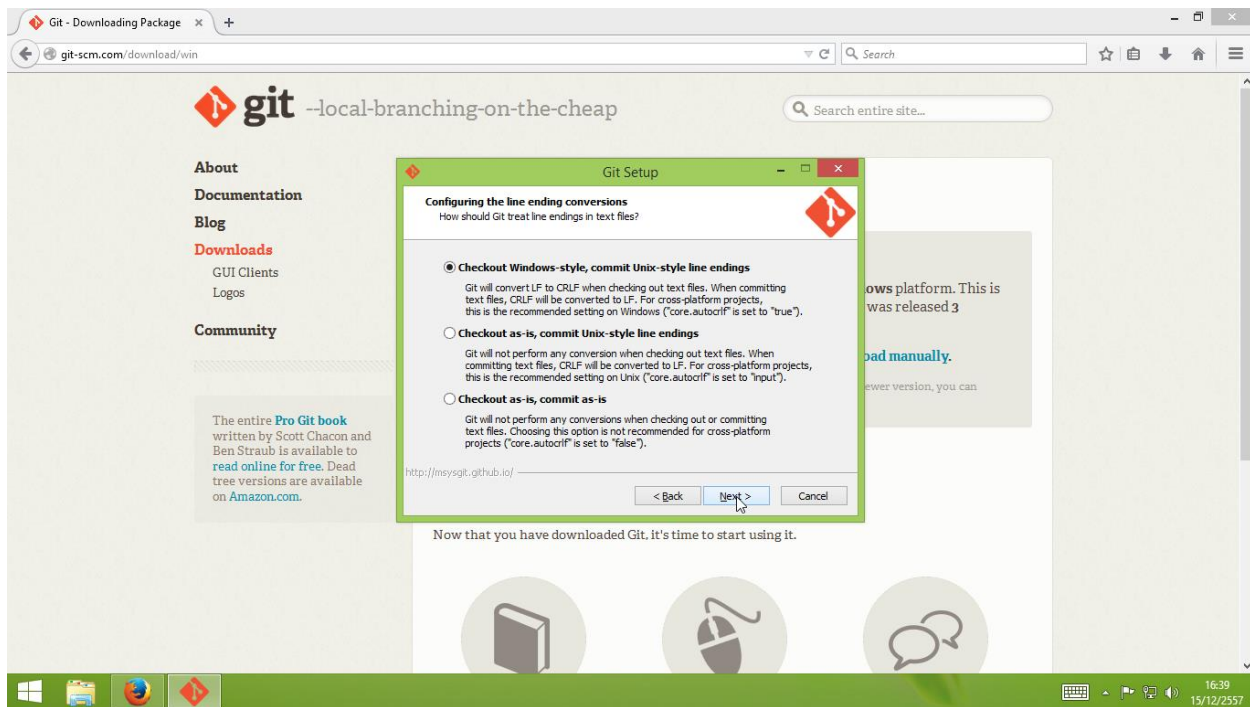 Git - Downloading Package
git-scm.com/download/win
Search
git --local-branching-on-the-cheap
Search entire site...
About
Documentation
Blog
Downloads
GUI Clients
Logos
Community
The entire Pro Git book
written by Scott Chacon and
Ben Straub is available to
read online for free. Dead
tree versions are available
on Amazon.com.
Git Setup
Configuring the line ending conversions
How should Git treat line endings in text files?
Checkout Windows-style, commit Unix-style line endings
Git will convert LF to CRLF when checking out text files. When committing
text files, CRLF will be converted to LF. For cross-platform projects,
this is the recommended setting on Windows ("core.autocrlf" is set to "true").
Checkout as-is, commit Unix-style line endings
Git will not perform any conversion when checking out text files. When
committing text files, CRLF will be converted to LF. For cross-platform projects,
this is the recommended setting on Unix ("core.autocrlf" is set to "input").
Checkout as-is, commit as-is
Git will not perform any conversions when checking out or committing
text files. Choosing this option is not recommended for cross-platform
projects ("core.autocrlf" is set to "false").
http://msysgit.github.io/
< Back
Next >
Cancel
ows platform. This is
was released 3
oad manually.
ewer version, you can
Now that you have downloaded Git, it's time to start using it.
16:39
15/12/2557